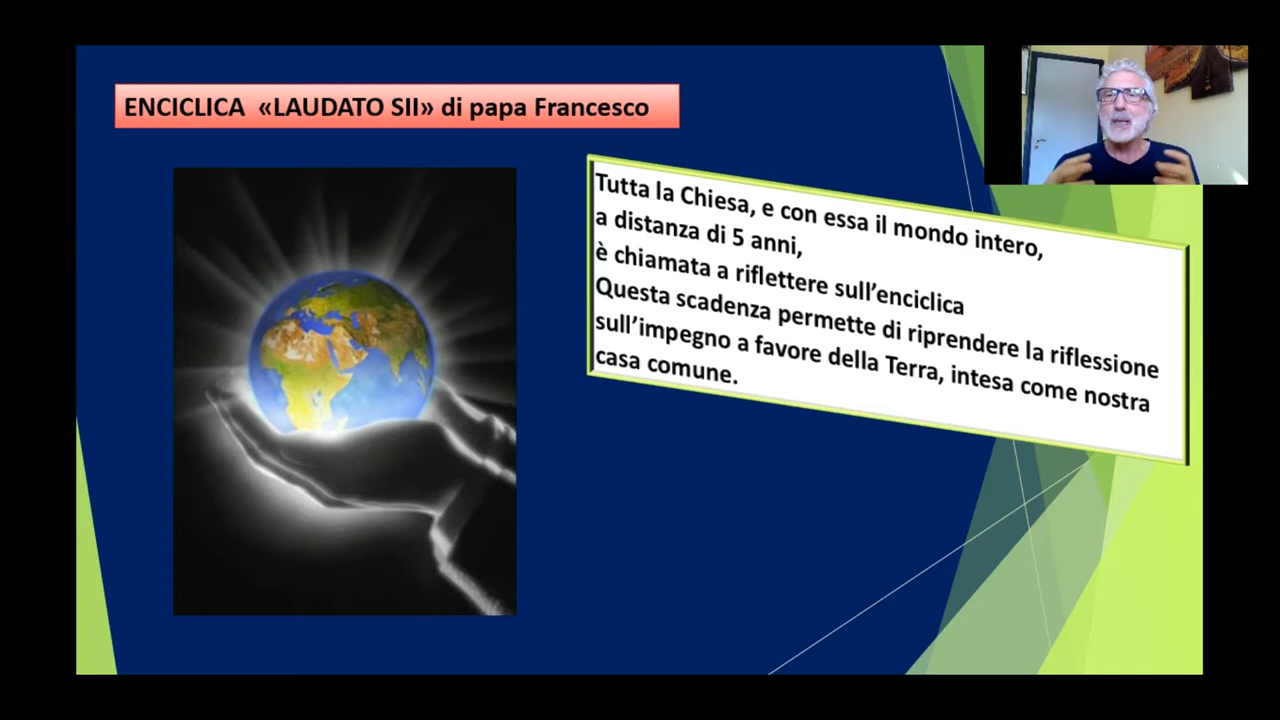 ENCICLICA «LAUDATO SII» di papa Francesco
Tutta la Chiesa, e con essa il mondo intero,
a distanza di 5 anni,
è chiamata a riflettere sull’enciclica
Questa scadenza permette di riprendere la riflessione
sull’impegno a favore della Terra, intesa come nostra
casa comune.